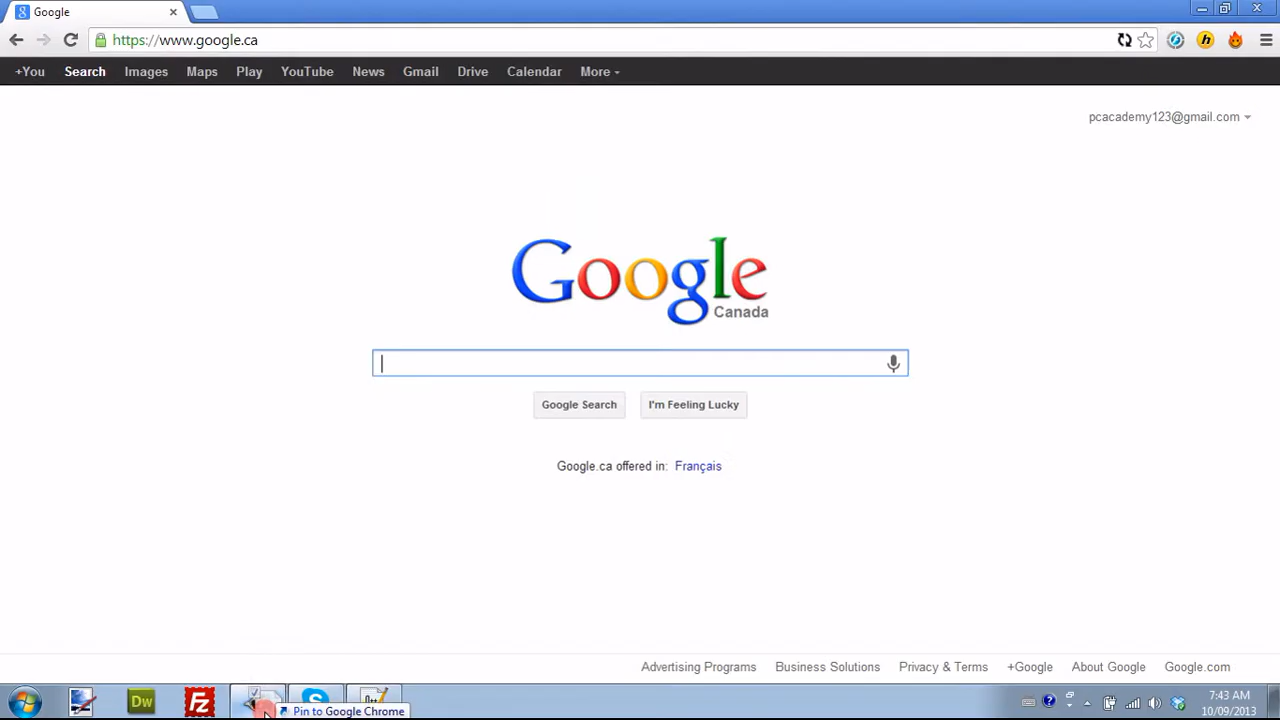 Google
https://www.google.ca
+You Search Images Maps Play YouTube News Gmail Drive Calendar More
pcacademy123@gmail.com
Google
Canada
Google Search I'm Feeling Lucky
Google.ca offered in: Français
Advertising Programs Business Solutions Privacy & Terms +Google About Google Google.com
Dw Fz Pin to Google Chrome
7:43 AM
10/09/2013